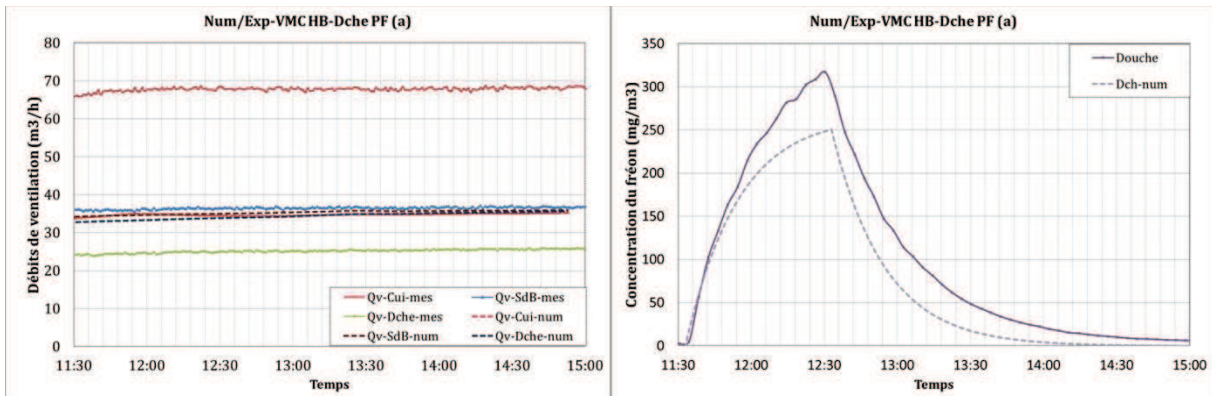 Num/Exp-VMC HB-Dche PF (a)
Débits de ventilation (m3/h)
80
70
60
50
40
30
20
10
0
Qv-Cui-mes
Qv-SdB-mes
Qv-Dche-mes
Qv-Cui-num
Qv-SdB-num
Qv-Dche-num
11:30 12:00 12:30 13:00 13:30 14:00 14:30 15:00
Temps
Num/Exp-VMC HB-Dche PF (a)
Concentration du fréon (mg/m3)
350
300
250
200
150
100
50
0
Douche
Dch-num
11:30 12:00 12:30 13:00 13:30 14:00 14:30 15:00
Temps